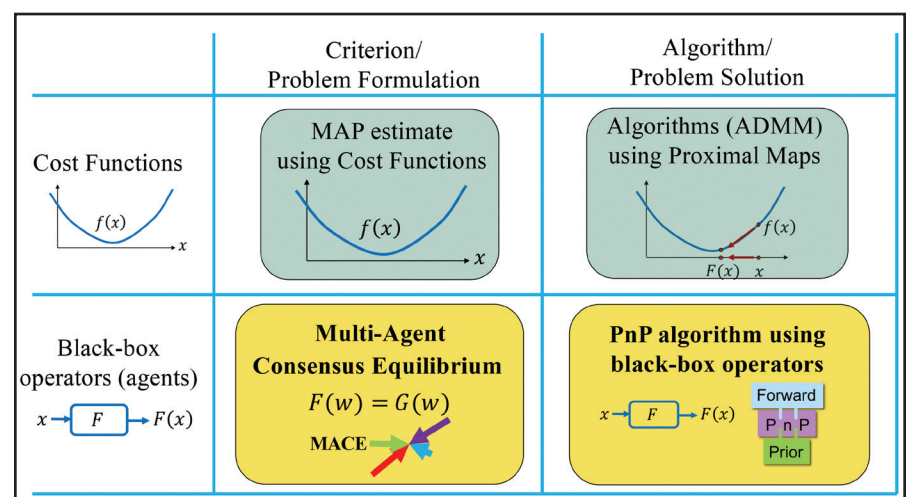 Criterion/
Problem Formulation
Algorithm/
Problem Solution
Cost Functions
f(x)
x
MAP estimate
using Cost Functions
f(x)
x
Algorithms (ADMM)
using Proximal Maps
f(x)
F(x) x
Black-box
operators (agents)
x F F(x)
Multi-Agent
Consensus Equilibrium
F(w) = G(w)
MACE
PnP algorithm using
black-box operators
x F F(x)
Forward
P n P
Prior